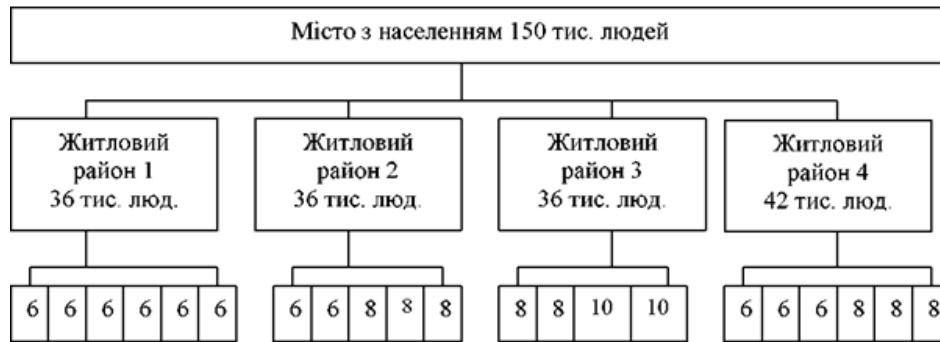 Місто з населенням 150 тис. людей
Житловий
район 1
36 тис. люд.
Житловий
район 2
36 тис. люд.
Житловий
район 3
36 тис. люд.
Житловий
район 4
42 тис. люд.
6 6 6 6 6 6
6 6 8 8 8
8 8 10 10
6 6 6 8 8 8